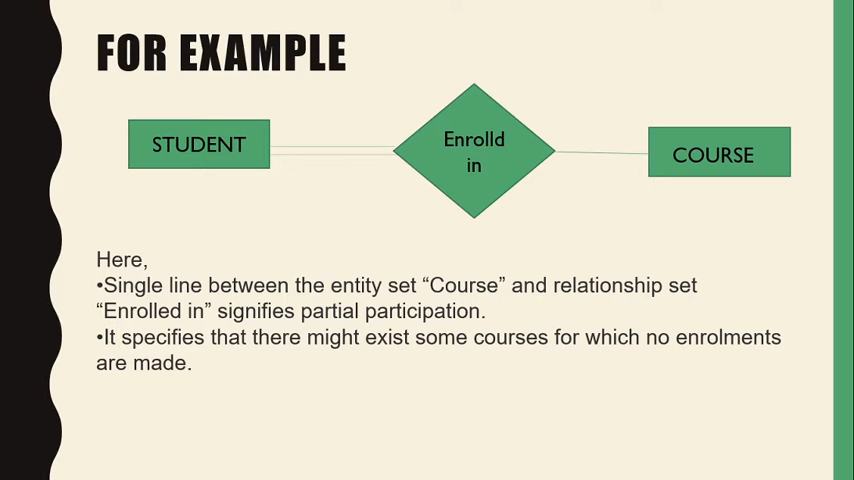 FOR EXAMPLE
STUDENT
Enrolld
in
COURSE
Here,
•Single line between the entity set “Course” and relationship set
“Enrolled in” signifies partial participation.
•It specifies that there might exist some courses for which no enrolments
are made.